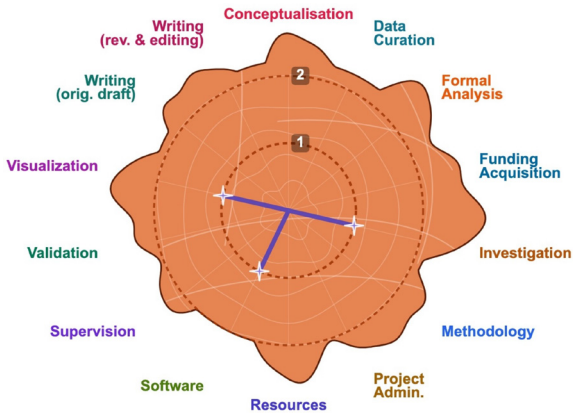 Conceptualisation
Writing
(rev. & editing)
Data
Curation
2
Writing
(orig. draft)
Formal
Analysis
1
Visualization
Funding
Acquisition
Validation
Investigation
Supervision
Methodology
Software
Project
Admin.
Resources